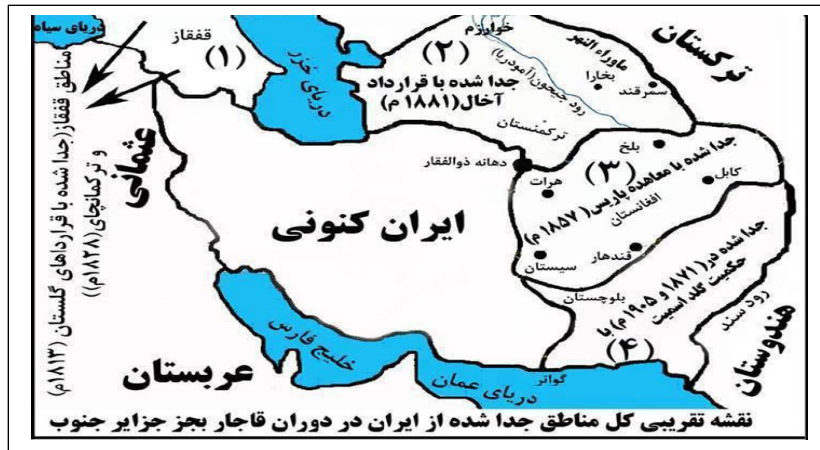 دریای سیاه
قفقاز
(۱)
دریای خزر
خوارزم
(۲)
جدا شده با قرارداد
آخال(۱۸۸۱ م)
ماوراء النهر
بخارا
سمرقند
رود جیحون(آمودریا)
ترکمنستان
ترکستان
مناطق قفقاز(جدا شده با قراردادهای گلستان (۱۸۱۳م)
و ترکمانچای(۱۸۲۸م))
عثمانی
دهانه ذوالفقار
ایران کنونی
بلخ
جدا شده با معاهده پاریس( ۱۸۵۷ م)
(۳)
هرات
کابل
افغانستان
قندهار
سیستان
جدا شده در( ۱۸۷۱ و ۱۹۰۵ م) با
حکمیت گلد اسمیت
بلوچستان
(۴)
رود سند
هندوستان
خلیج فارس
عربستان
دریای عمان
گواتر
نقشه تقریبی کل مناطق جدا شده از ایران در دوران قاجار بجز جزایر جنوب